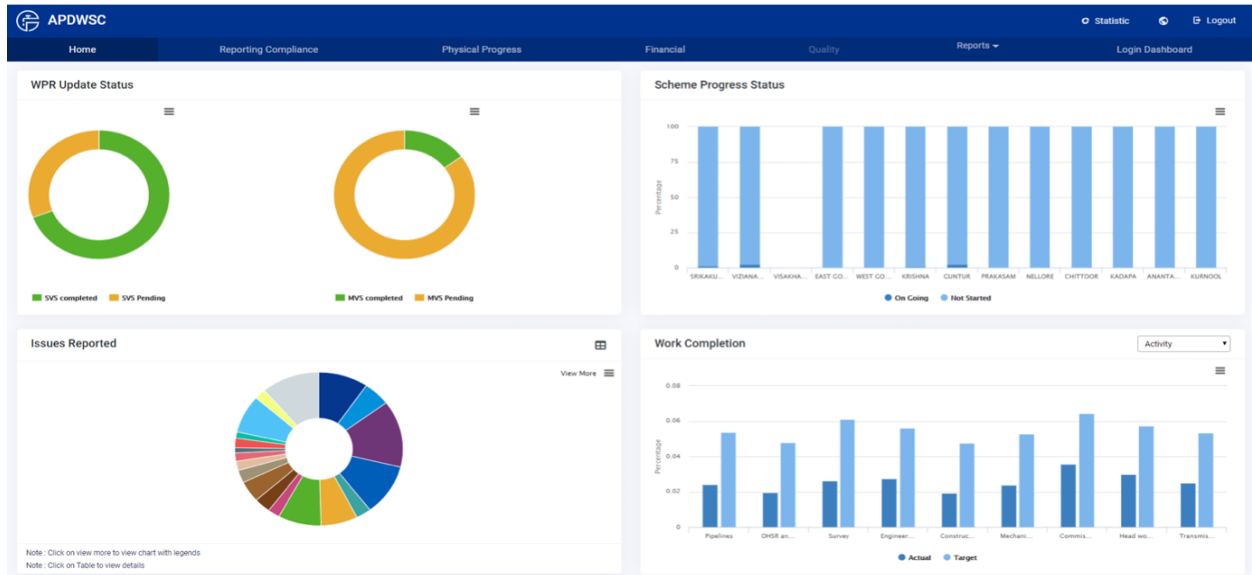 APDWSC
Statistic
Logout
Home Reporting Compliance Physical Progress Financial Quality Reports Login Dashboard
WPR Update Status
SVS completed SVS Pending
MVS completed MVS Pending
Scheme Progress Status
100
75
50
25
0
Percentage
SRIKAKU... VIZIANA... VISAKHA... EAST GO... WEST GO... KRISHNA GUNTUR PRAKASAM NELLORE CHITTOOR KADAPA ANANTA... KURNOOL
On Going Not Started
Issues Reported
View More
Note : Click on view more to view chart with legends
Note : Click on Table to view details
Work Completion
Activity
0.08
0.06
0.04
0.02
0
Percentage
Pipelines OHSR an... Survey Engineer... Construc... Mechani... Commis... Head wo... Transmis...
Actual Target